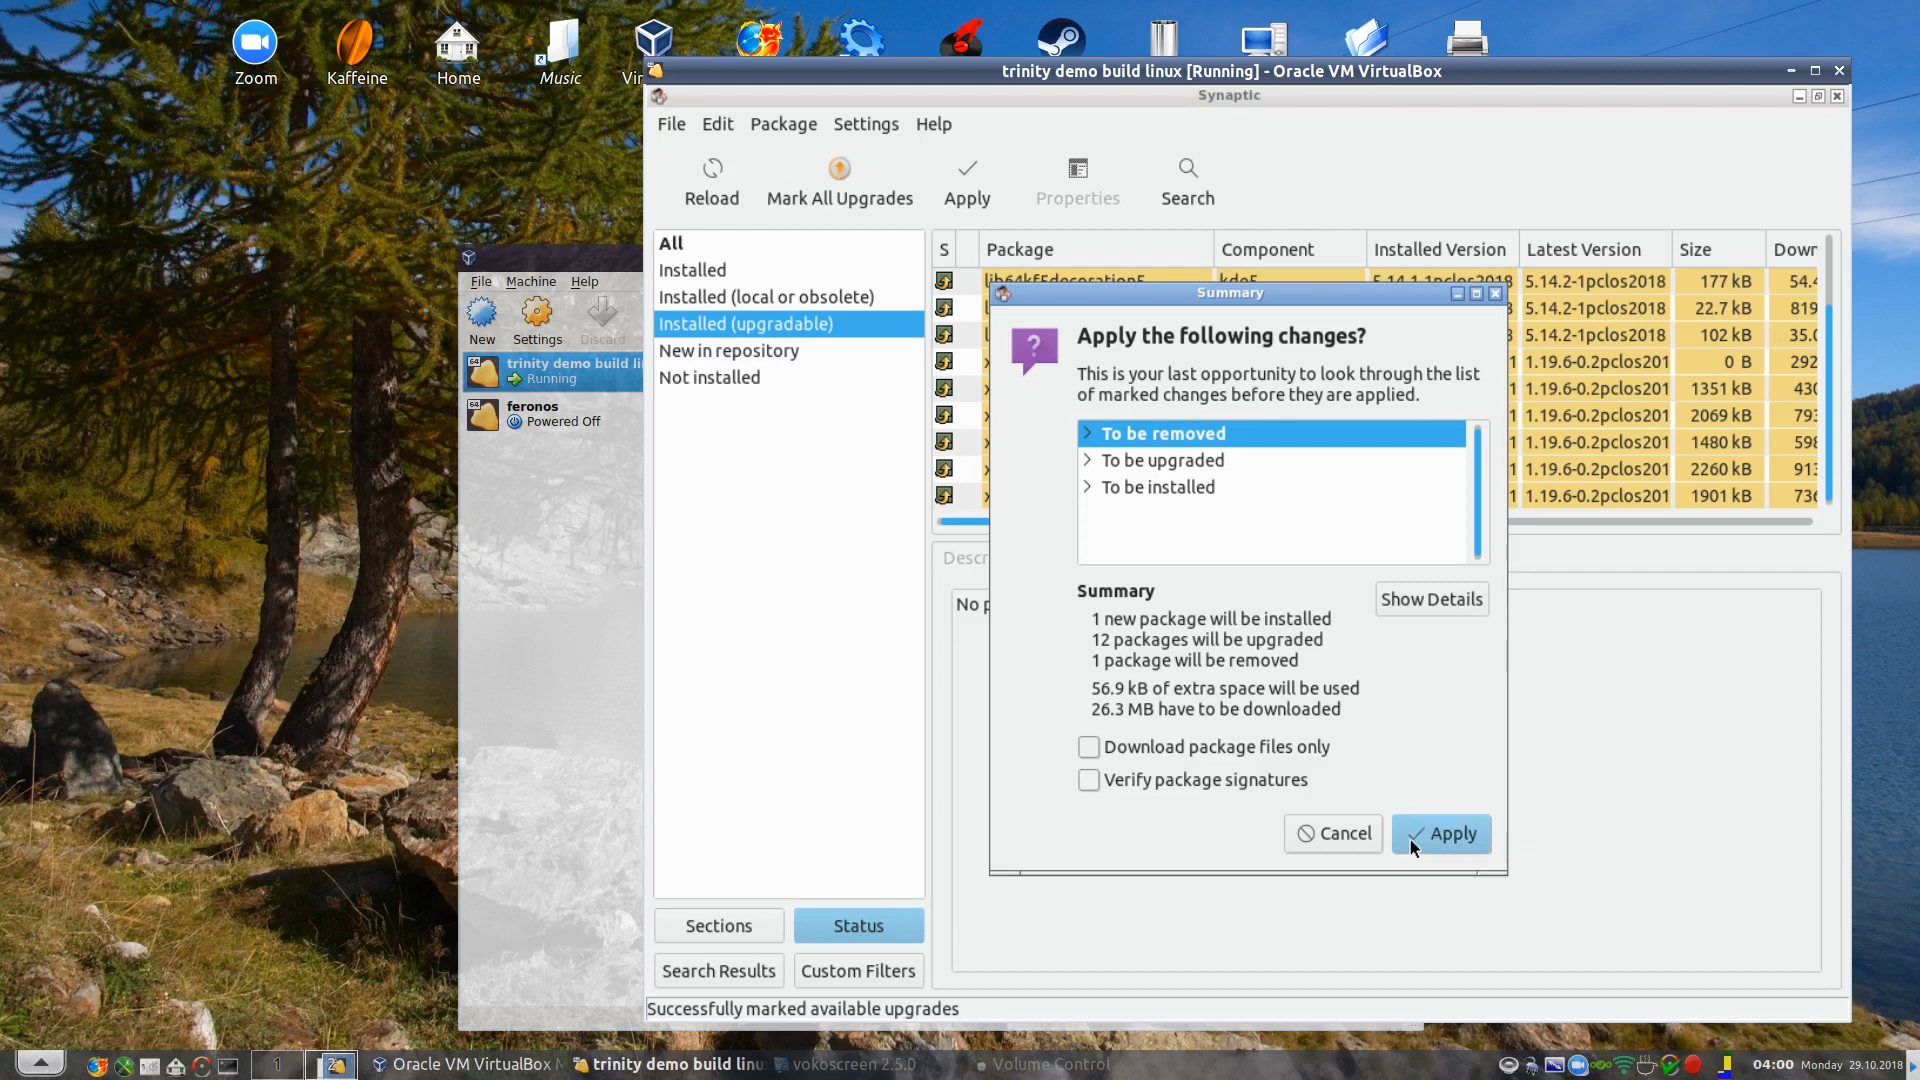 Zoom
Kaffeine
Home
Music
trinity demo build linux [Running] - Oracle VM VirtualBox
Synaptic
File Edit Package Settings Help
Reload
Mark All Upgrades
Apply
Properties
Search
All
Installed
Installed (local or obsolete)
Installed (upgradable)
New in repository
Not installed
S Package Component Installed Version Latest Version Size
lib64kf5decoration5 kde5 5.14.1-1pclos2018 5.14.2-1pclos2018 177 kB
5.14.2-1pclos2018 22.7 kB
5.14.2-1pclos2018 102 kB
1.19.6-0.2pclos201 0 B
1.19.6-0.2pclos201 1351 kB
1.19.6-0.2pclos201 2069 kB
1.19.6-0.2pclos201 1480 kB
1.19.6-0.2pclos201 2260 kB
1.19.6-0.2pclos201 1901 kB
File Machine Help
New
Settings
Discard
64
trinity demo build li
Running
64
feronos
Powered Off
Summary
Apply the following changes?
This is your last opportunity to look through the list
of marked changes before they are applied.
To be removed
To be upgraded
To be installed
Summary
Show Details
1 new package will be installed
12 packages will be upgraded
1 package will be removed
56.9 kB of extra space will be used
26.3 MB have to be downloaded
Download package files only
Verify package signatures
Cancel
Apply
No p
Sections
Status
Search Results
Custom Filters
Successfully marked available upgrades
1
2
Oracle VM VirtualBox
trinity demo build linu
vokoscreen 2.5.0
Volume Control
04:00 Monday 29.10.2018